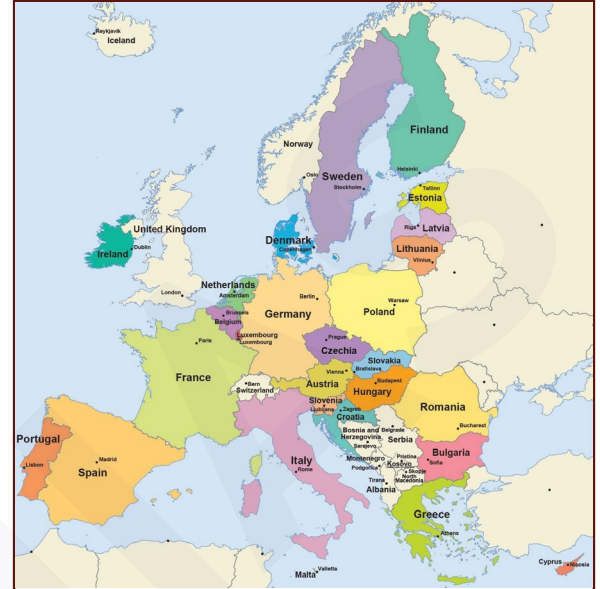 Reykjavik
Iceland
Finland
Norway
Helsinki
Oslo
Sweden
Stockholm
Tallinn
Estonia
Riga
Latvia
United Kingdom
Denmark
Copenhagen
Dublin
Ireland
Lithuania
Vilnius
Netherlands
Amsterdam
London
Berlin
Warsaw
Poland
Brussels
Belgium
Germany
Luxembourg
Luxembourg
Prague
Czechia
Paris
Slovakia
Bratislava
Vienna
France
Bern
Switzerland
Austria
Budapest
Hungary
Slovenia
Ljubljana
Zagreb
Croatia
Romania
Bucharest
Bosnia and
Herzegovina
Belgrade
Serbia
Sarajevo
Portugal
Lisbon
Madrid
Spain
Italy
Rome
Montenegro
Podgorica
Pristina
Kosovo
Bulgaria
Sofia
Skopje
North
Macedonia
Tirana
Albania
Greece
Athens
Malta
Valletta
Cyprus
Nicosia